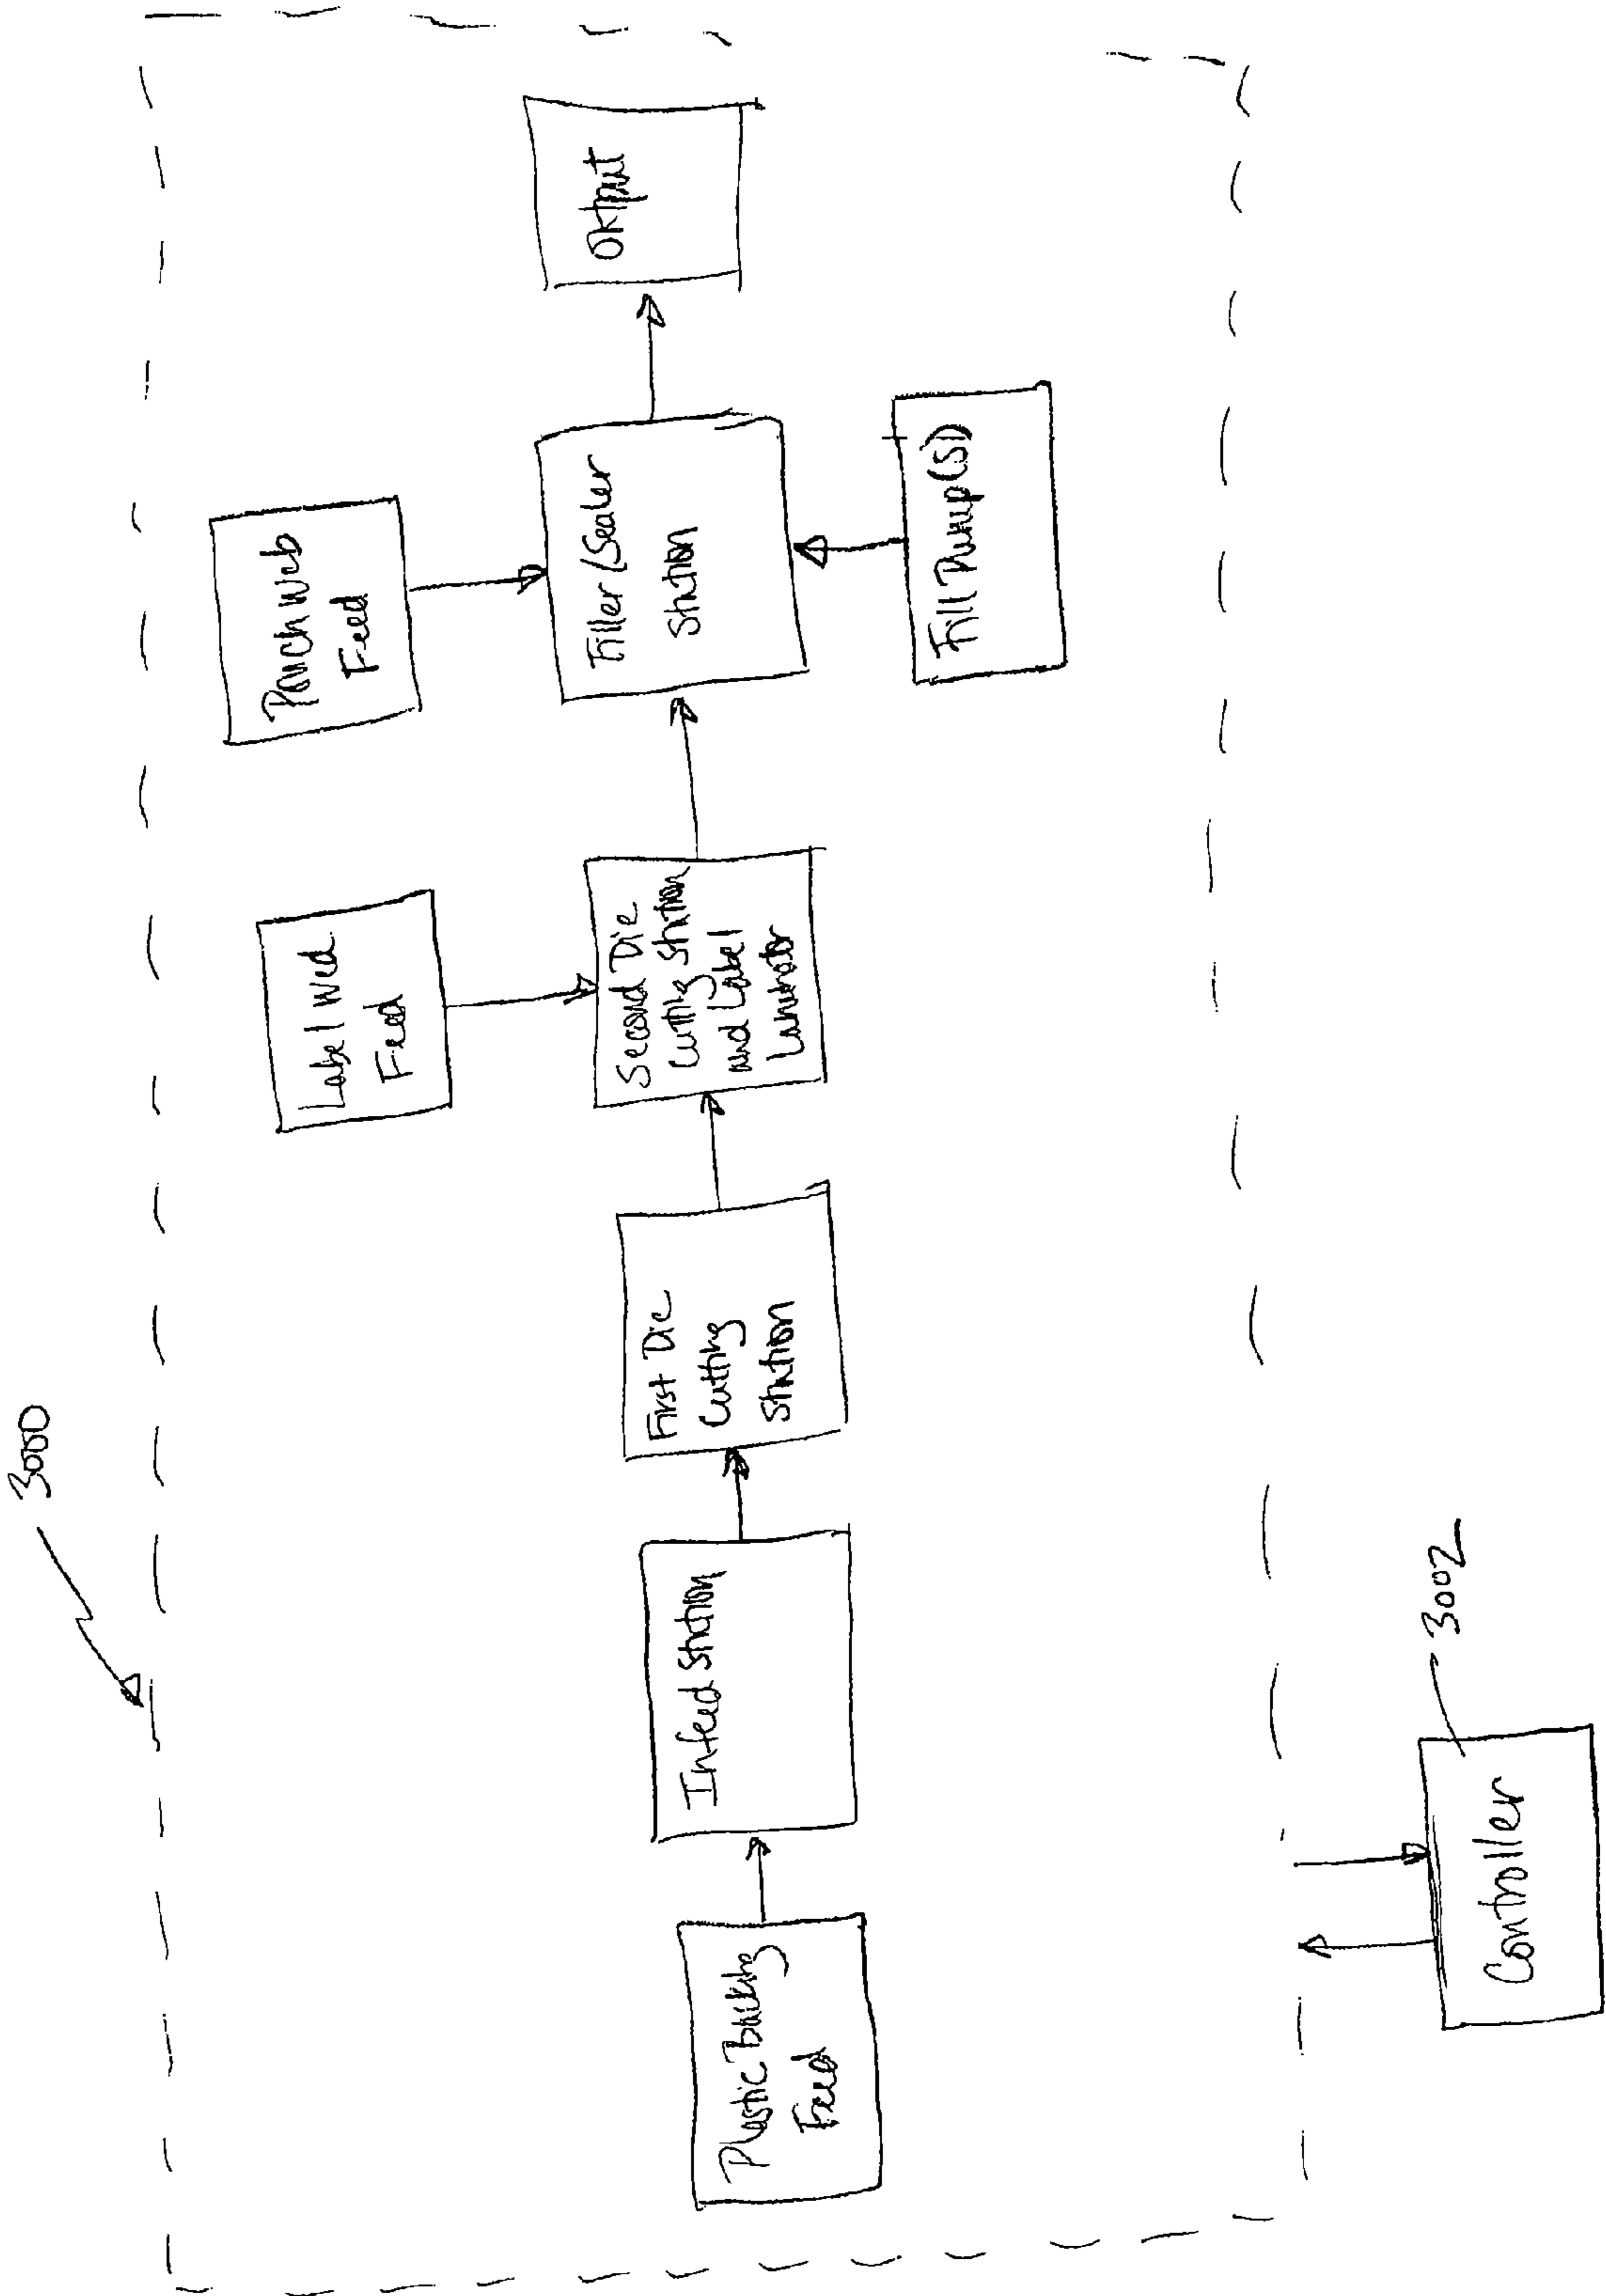 3000
Pouch Web
Feed
Label Wed
Feed
Plastic Backing
Feed
Infeed Station
First Die
Cutting
Station
Second Die
Cutting Station
and Label
Laminator
Filler/Sealer
Station
Output
Fill Pump(s)
Controller
3002